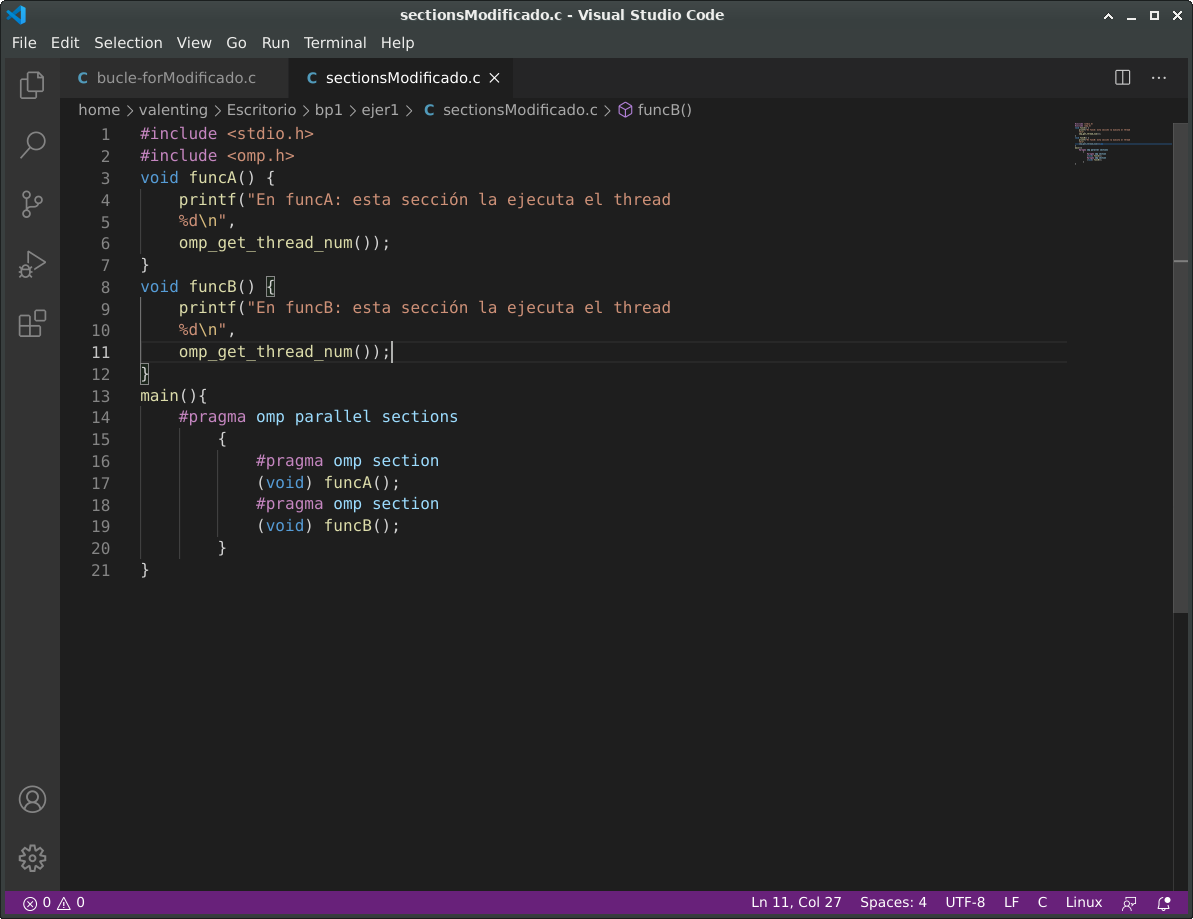 sectionsModificado.c - Visual Studio Code
File Edit Selection View Go Run Terminal Help
C bucle-forModificado.c C sectionsModificado.c
home > valenting > Escritorio > bp1 > ejer1 > C sectionsModificado.c > funcB()
1 #include <stdio.h>
2 #include <omp.h>
3 void funcA() {
4 printf("En funcA: esta sección la ejecuta el thread
5 %d\n",
6 omp_get_thread_num());
7 }
8 void funcB() {
9 printf("En funcB: esta sección la ejecuta el thread
10 %d\n",
11 omp_get_thread_num());
12 }
13 main(){
14 #pragma omp parallel sections
15 {
16 #pragma omp section
17 (void) funcA();
18 #pragma omp section
19 (void) funcB();
20 }
21 }
0 0 Ln 11, Col 27 Spaces: 4 UTF-8 LF C Linux